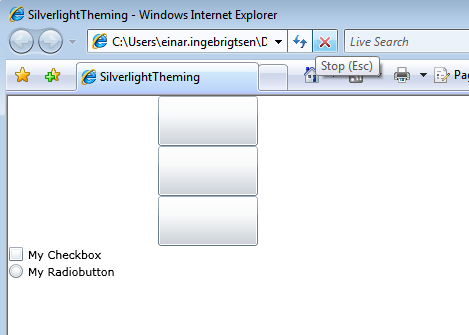 SilverlightTheming - Windows Internet Explorer
C:\Users\einar.ingebrigtsen\D
Live Search
SilverlightTheming
Pa
Stop (Esc)
My Checkbox
My Radiobutton